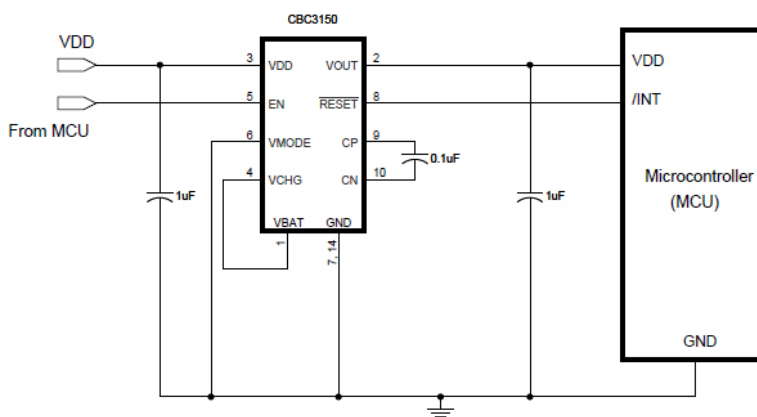 CBC3150
VDD
3
VDD
VOUT
2
VDD
From MCU
5
EN
RESET
8
/INT
6
VMODE
CP
9
0.1uF
4
VCHG
CN
10
1uF
1uF
Microcontroller
(MCU)
VBAT
GND
1
7, 14
GND